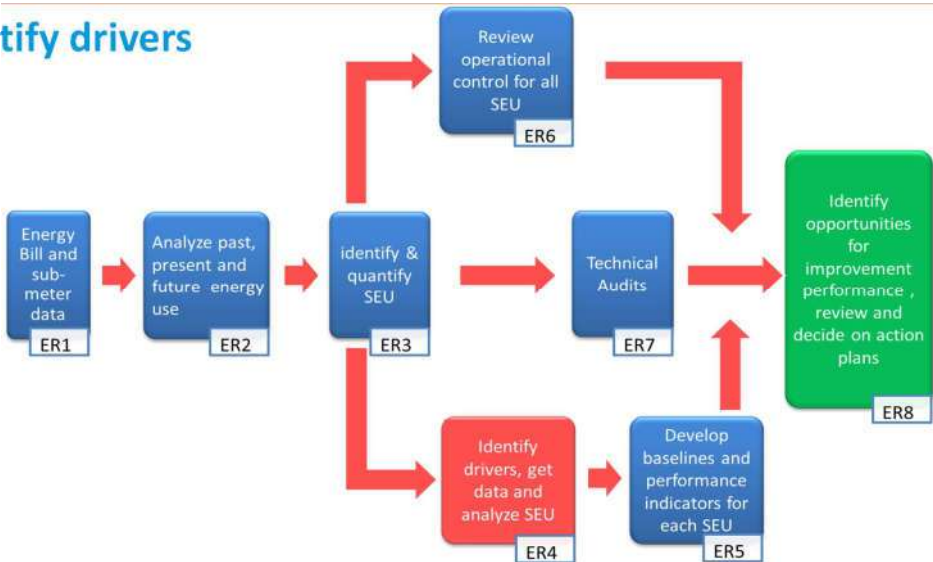 tify drivers
Review
operational
control for all
SEU
ER6
Energy
Bill and
sub-
meter
data
ER1
Analyze past,
present and
future energy
use
ER2
identify &
quantify
SEU
ER3
Technical
Audits
ER7
Identify
opportunities
for
improvement
performance ,
review and
decide on action
plans
ER8
Identify
drivers, get
data and
analyze SEU
ER4
Develop
baselines and
performance
indicators for
each SEU
ER5